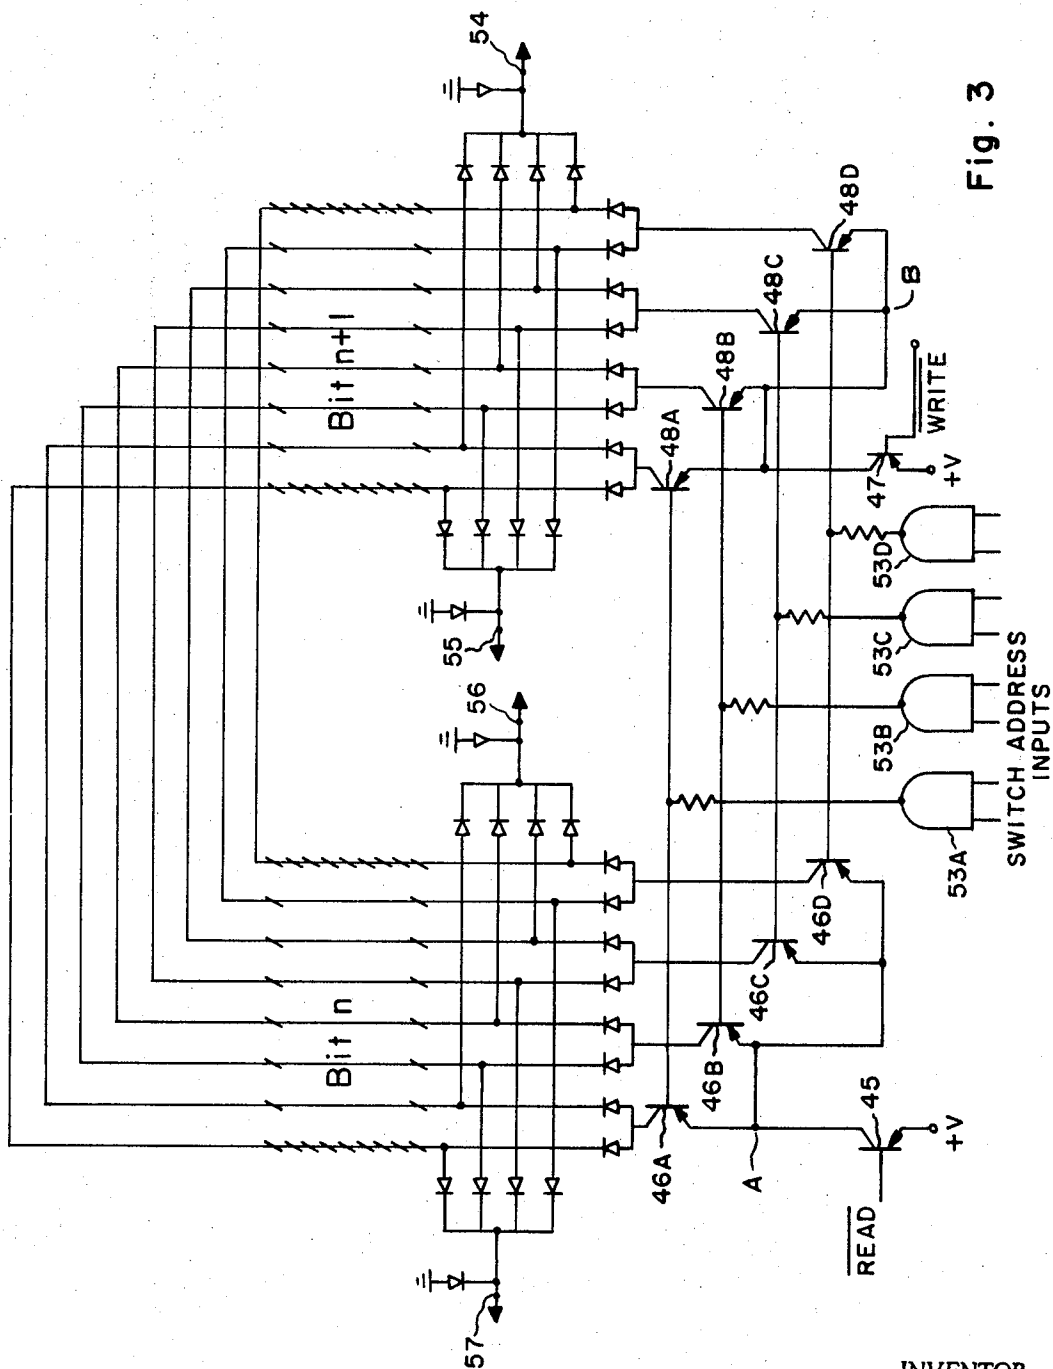 54
Fig. 3
48D
48C
B
Bit n+1
48B
WRITE
48A
47
+V
53D
55
53C
56
53B
SWITCH ADDRESS
INPUTS
53A
46D
46C
Bit n
46B
45
46A
A
+V
READ
57
INVENTOR